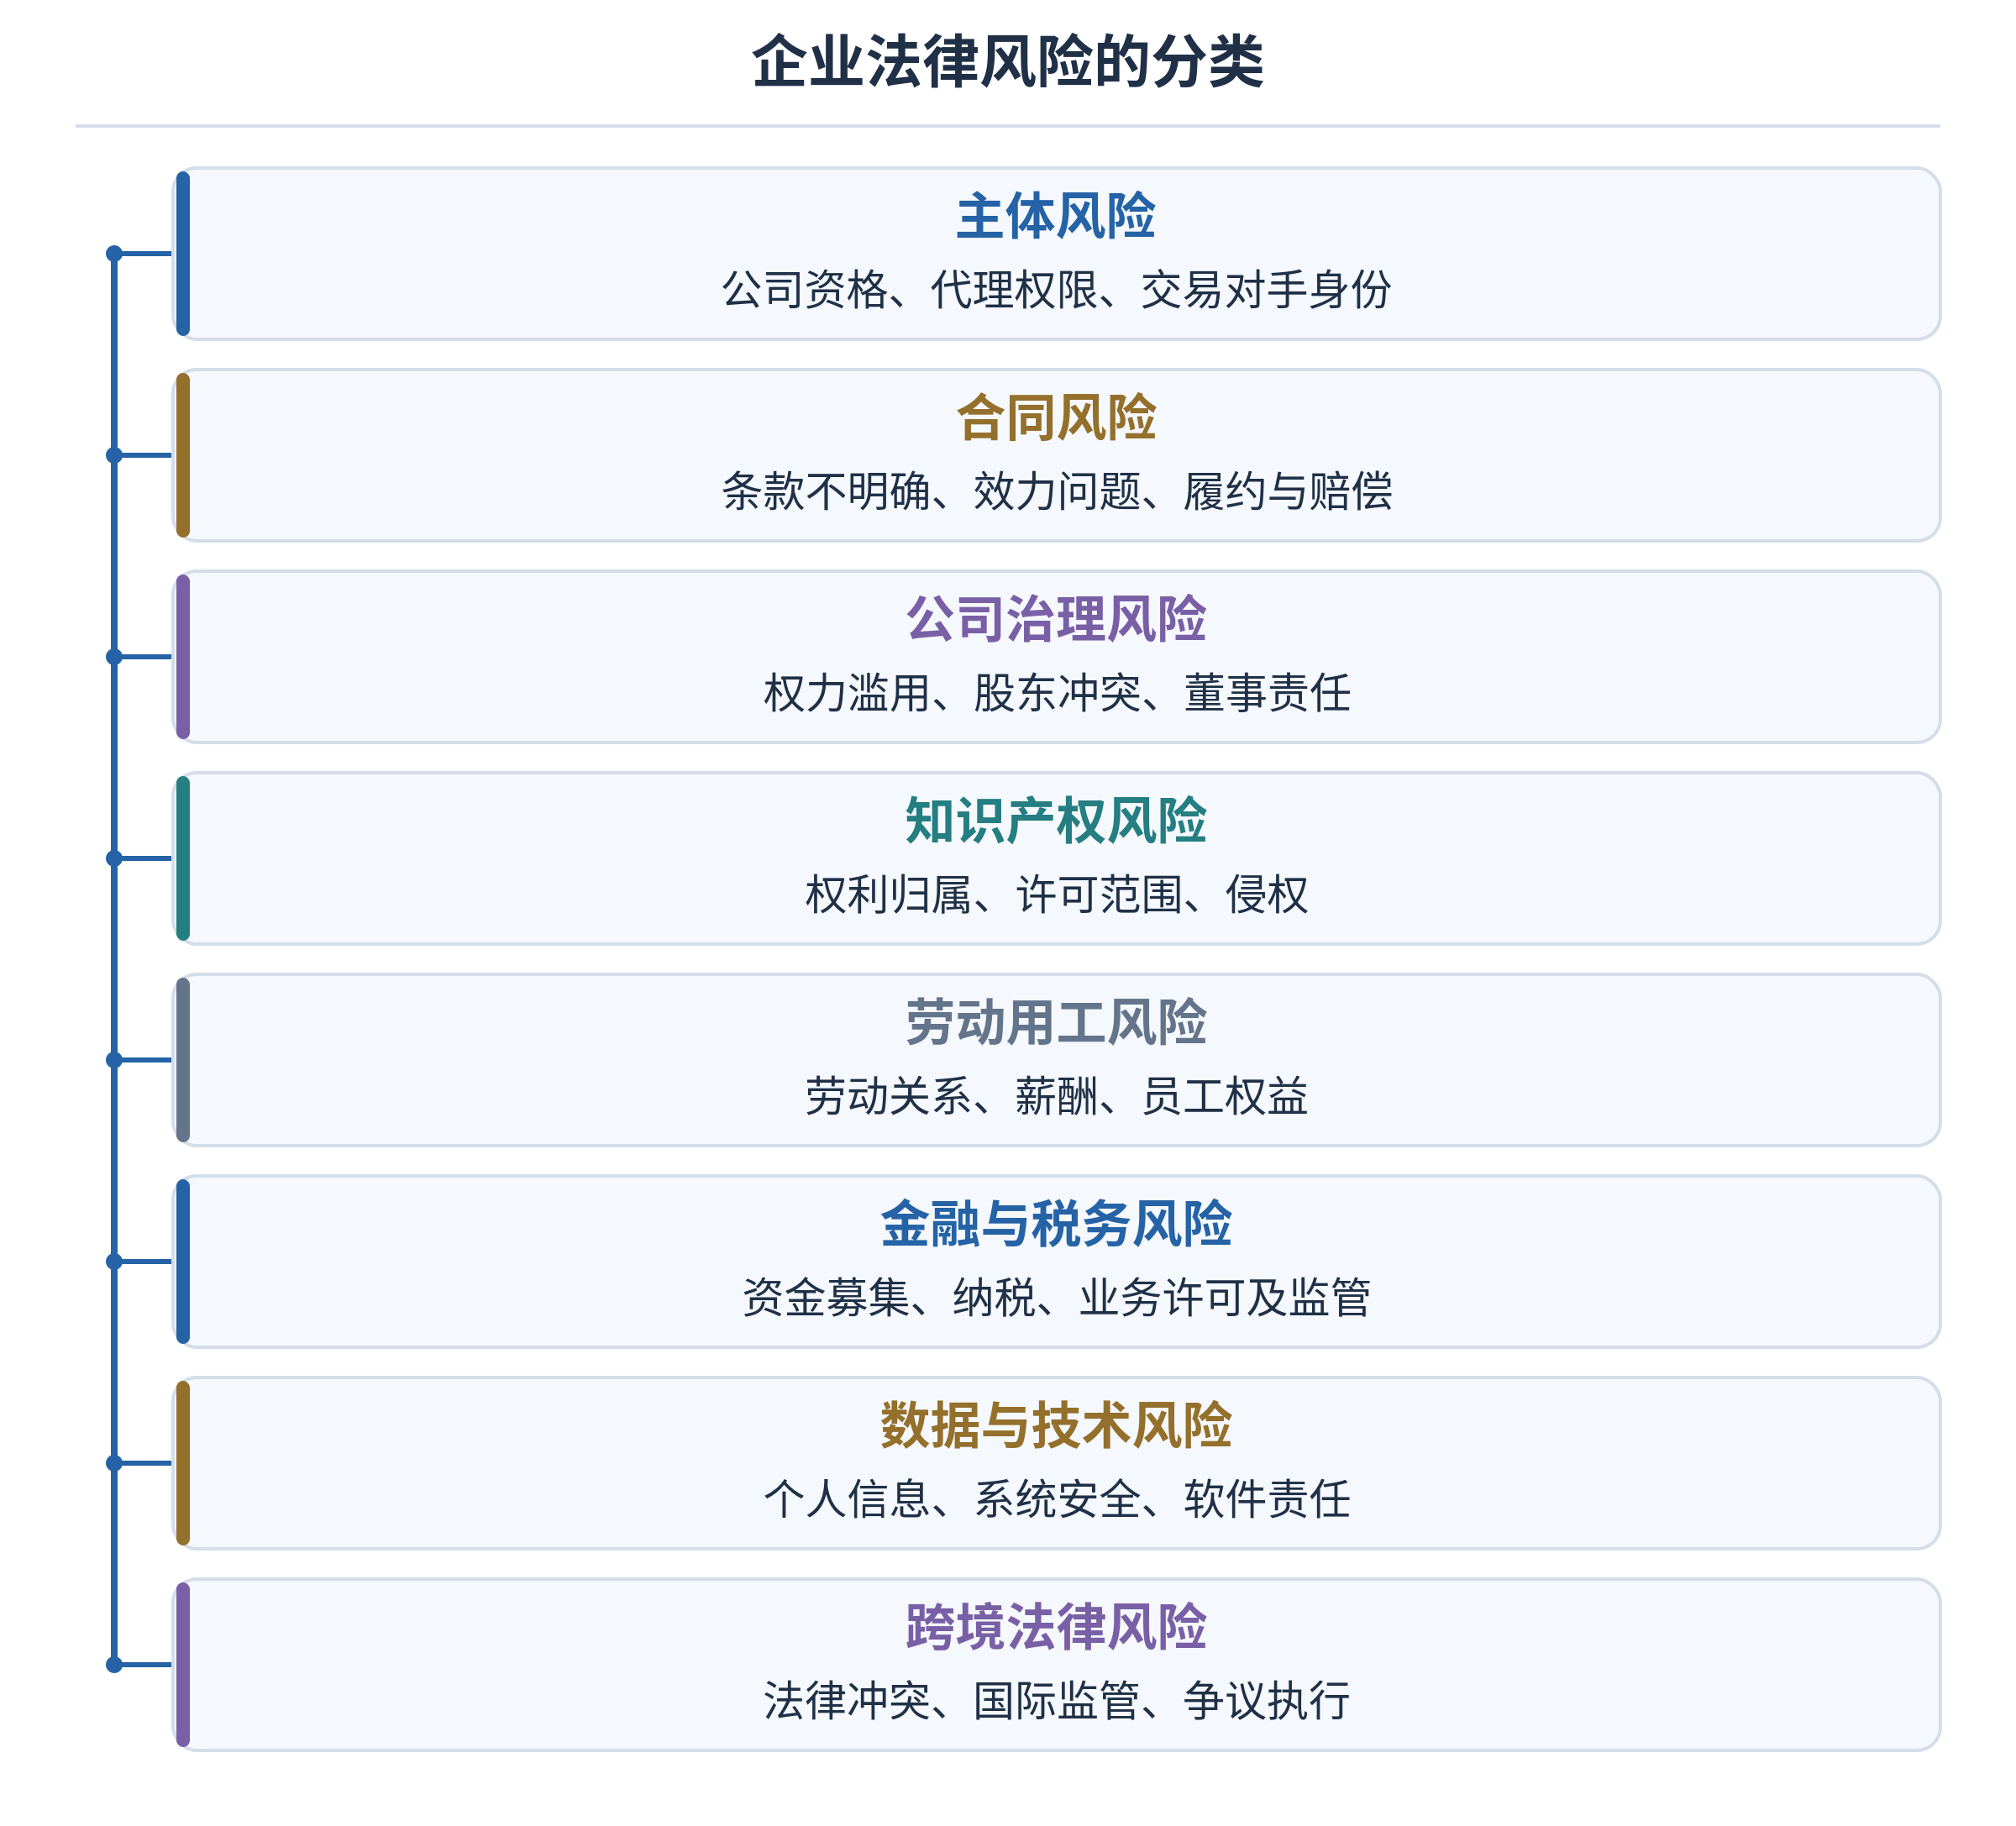 企业法律风险的分类
主体风险
公司资格、代理权限、交易对手身份
合同风险
条款不明确、效力问题、履约与赔偿
公司治理风险
权力滥用、股东冲突、董事责任
知识产权风险
权利归属、许可范围、侵权
劳动用工风险
劳动关系、薪酬、员工权益
金融与税务风险
资金募集、纳税、业务许可及监管
数据与技术风险
个人信息、系统安全、软件责任
跨境法律风险
法律冲突、国际监管、争议执行